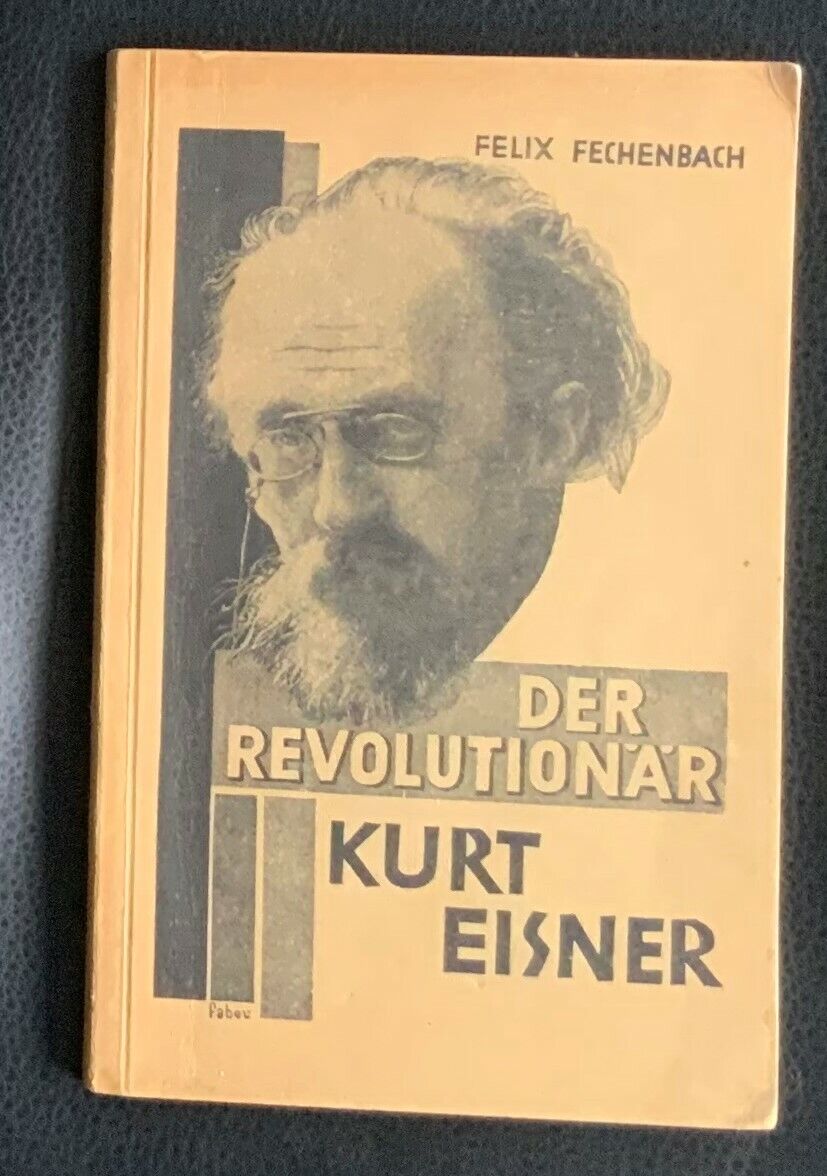 FELIX FECHENBACH
DER
REVOLUTIONÄR
KURT
EISNER